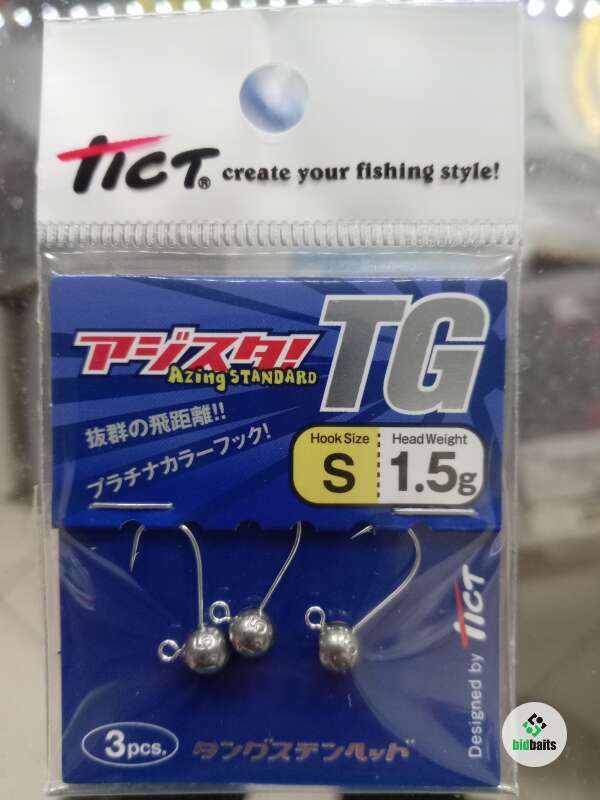 TICT® create your fishing style!
アジスタ! TG
Azing STANDARD
抜群の飛距離!!
プラチナカラーフック!
Hook Size Head Weight
S 1.5g
Designed by TICT
3pcs.
タングステンヘッド
bidbaits